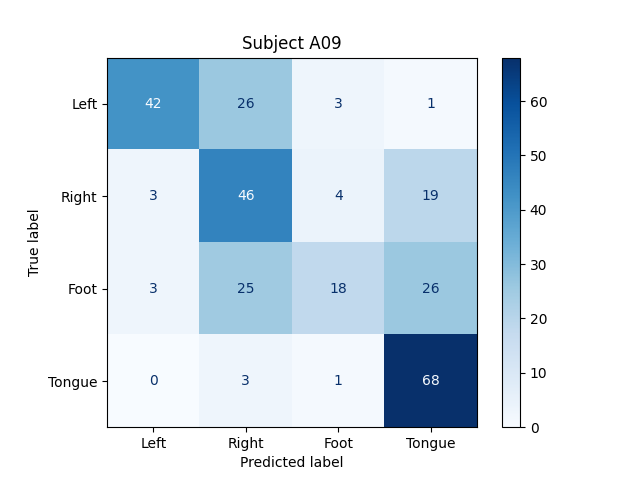 Subject A09
True label
Left 42 26 3 1
Right 3 46 4 19
Foot 3 25 18 26
Tongue 0 3 1 68
Left Right Foot Tongue
Predicted label
60
50
40
30
20
10
0